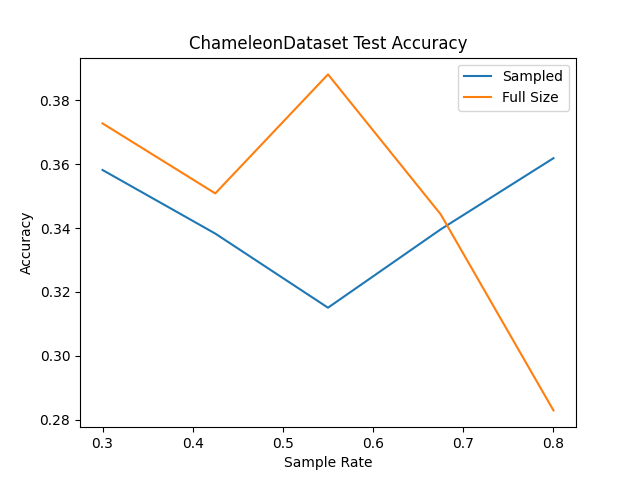 ChameleonDataset Test Accuracy
Sampled
Full Size
Accuracy
0.38
0.36
0.34
0.32
0.30
0.28
0.3 0.4 0.5 0.6 0.7 0.8
Sample Rate